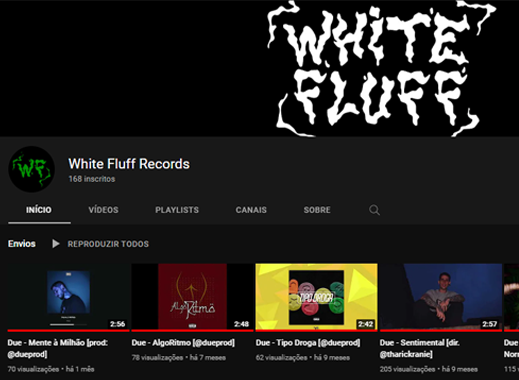 WHITE
FLUFF
WF
White Fluff Records
168 inscritos
INÍCIO VÍDEOS PLAYLISTS CANAIS SOBRE
Envios REPRODUZIR TODOS
AlgoRitmo
TIPO DROGA
2:56 2:48 2:42 2:57
Due - Mente à Milhão [prod: @dueprod]
70 visualizações • há 1 mês
Due - AlgoRitmo [@dueprod]
78 visualizações • há 7 meses
Due - Tipo Droga [@dueprod]
62 visualizações • há 9 meses
Due - Sentimental [dir. @tharickranie]
205 visualizações • há 9 meses
Due
115